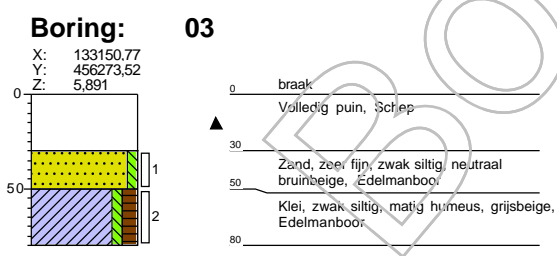 Boring: 03
X: 133150,77
Y: 456273,52
Z: 5,891
0
50
1
2
0 braak
Volledig puin, Schep
30
Zand, zeer fijn, zwak siltig, neutraal
bruinbeige, Edelmanboor
50
Klei, zwak siltig, matig humeus, grijsbeige,
Edelmanboor
80